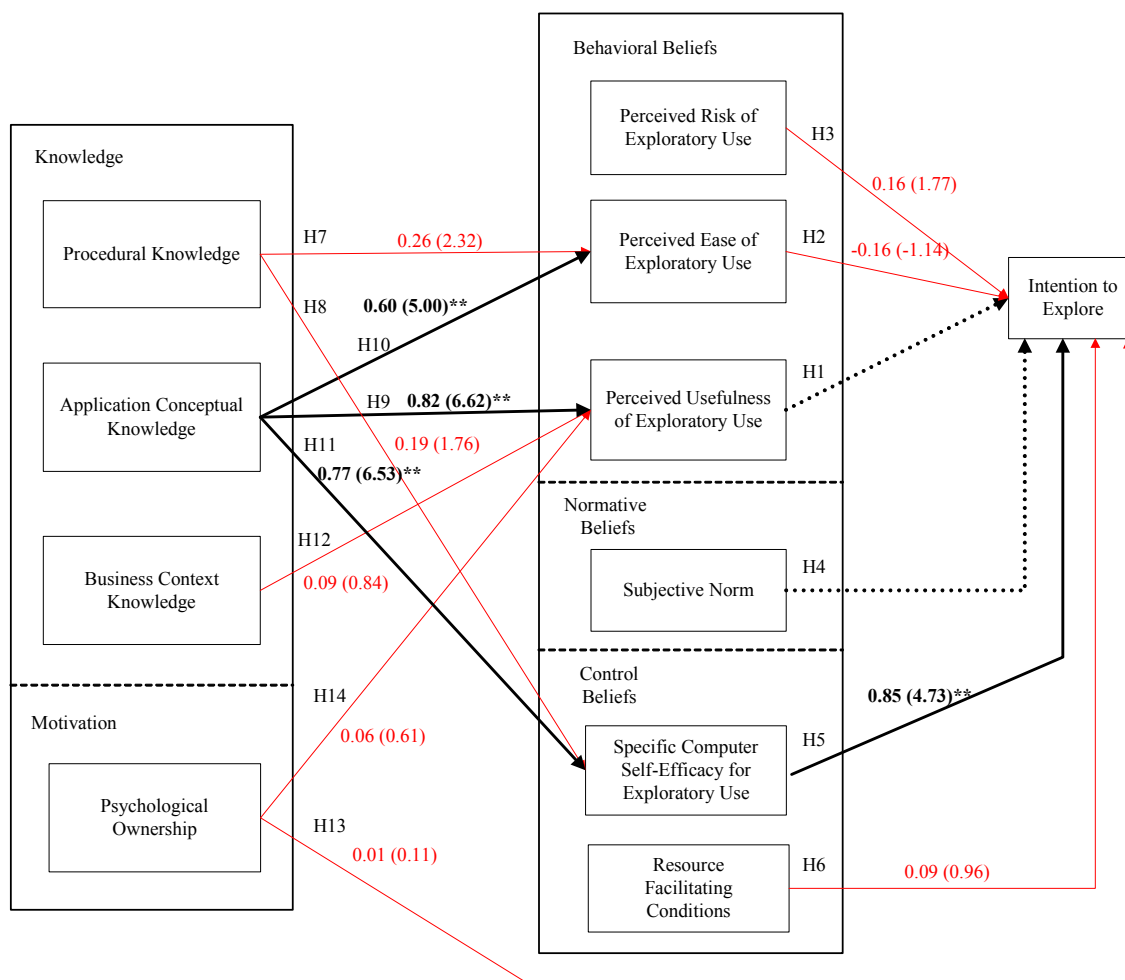 Behavioral Beliefs
Perceived Risk of
Exploratory Use
H3
0.16 (1.77)
Knowledge
Procedural Knowledge
H7
0.26 (2.32)
Perceived Ease of
Exploratory Use
H2
-0.16 (-1.14)
Intention to
Explore
H8
0.60 (5.00)**
H10
Application Conceptual
Knowledge
H9
0.82 (6.62)**
Perceived Usefulness
of Exploratory Use
H1
H11
0.19 (1.76)
0.77 (6.53)**
Normative
Beliefs
H12
0.09 (0.84)
Business Context
Knowledge
Subjective Norm
H4
Control
Beliefs
Motivation
H14
0.06 (0.61)
0.85 (4.73)**
Specific Computer
Self-Efficacy for
Exploratory Use
H5
Psychological
Ownership
H13
0.01 (0.11)
Resource
Facilitating
Conditions
H6
0.09 (0.96)